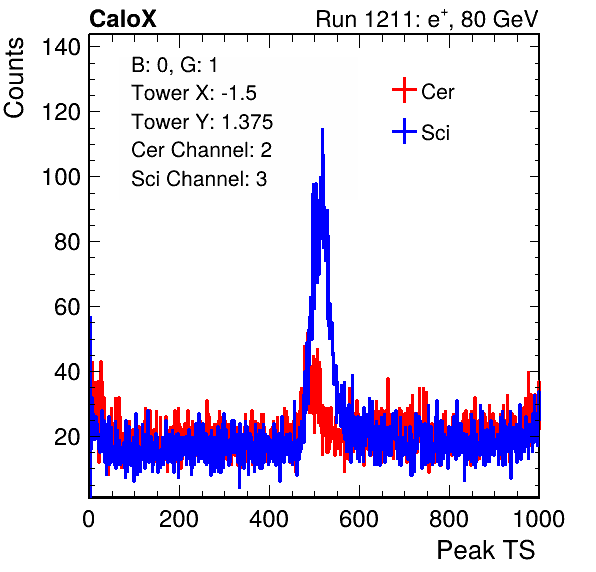 CaloX Run 1211: e⁺, 80 GeV
B: 0, G: 1
Tower X: -1.5
Tower Y: 1.375
Cer Channel: 2
Sci Channel: 3
Cer
Sci
Counts
140
120
100
80
60
40
20
0 200 400 600 800 1000
Peak TS